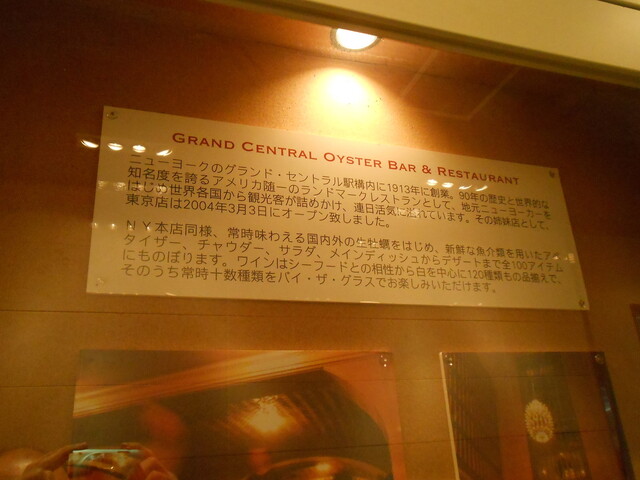 GRAND CENTRAL OYSTER BAR & RESTAURANT
ニューヨークのグランド・セントラル駅構内に1913年に創業。90年の歴史と世界的な
知名度を誇るアメリカ随一のランドマークレストランとして、地元ニューヨーカーを
はじめ世界各国から観光客が詰めかけ、連日活気に溢れています。その姉妹店として、
東京店は2004年3月3日にオープン致しました。
NY本店同様、常時味わえる国内外の生牡蠣をはじめ、新鮮な魚介類を用いたアペ
タイザー、チャウダー、サラダ、メインディッシュからデザートまで全100アイテム
にものぼります。ワインはシーフードとの相性から白を中心に120種類もの品揃えで、
そのうち常時十数種類をバイ・ザ・グラスでお楽しみいただけます。